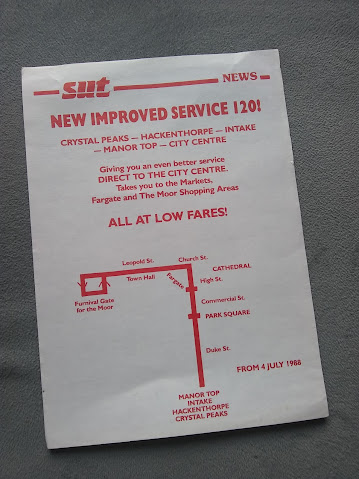 sut NEWS
NEW IMPROVED SERVICE 120!
CRYSTAL PEAKS — HACKENTHORPE — INTAKE
— MANOR TOP — CITY CENTRE
Giving you an even better service
DIRECT TO THE CITY CENTRE.
Takes you to the Markets,
Fargate and The Moor Shopping Areas
ALL AT LOW FARES!
Leopold St.
Church St.
Town Hall
Fargate
CATHEDRAL
High St.
Furnival Gate
for the Moor
Commercial St.
PARK SQUARE
Duke St.
FROM 4 JULY 1988
MANOR TOP
INTAKE
HACKENTHORPE
CRYSTAL PEAKS